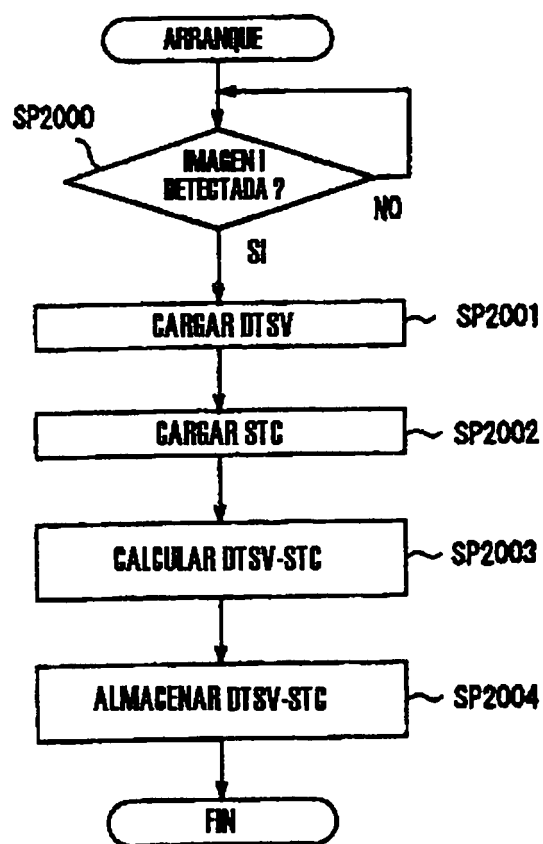 ARRANQUE
SP2000
IMAGEN I
DETECTADA ?
NO
SI
CARGAR DTSV
SP2001
CARGAR STC
SP2002
CALCULAR DTSV-STC
SP2003
ALMACENAR DTSV-STC
SP2004
FIN